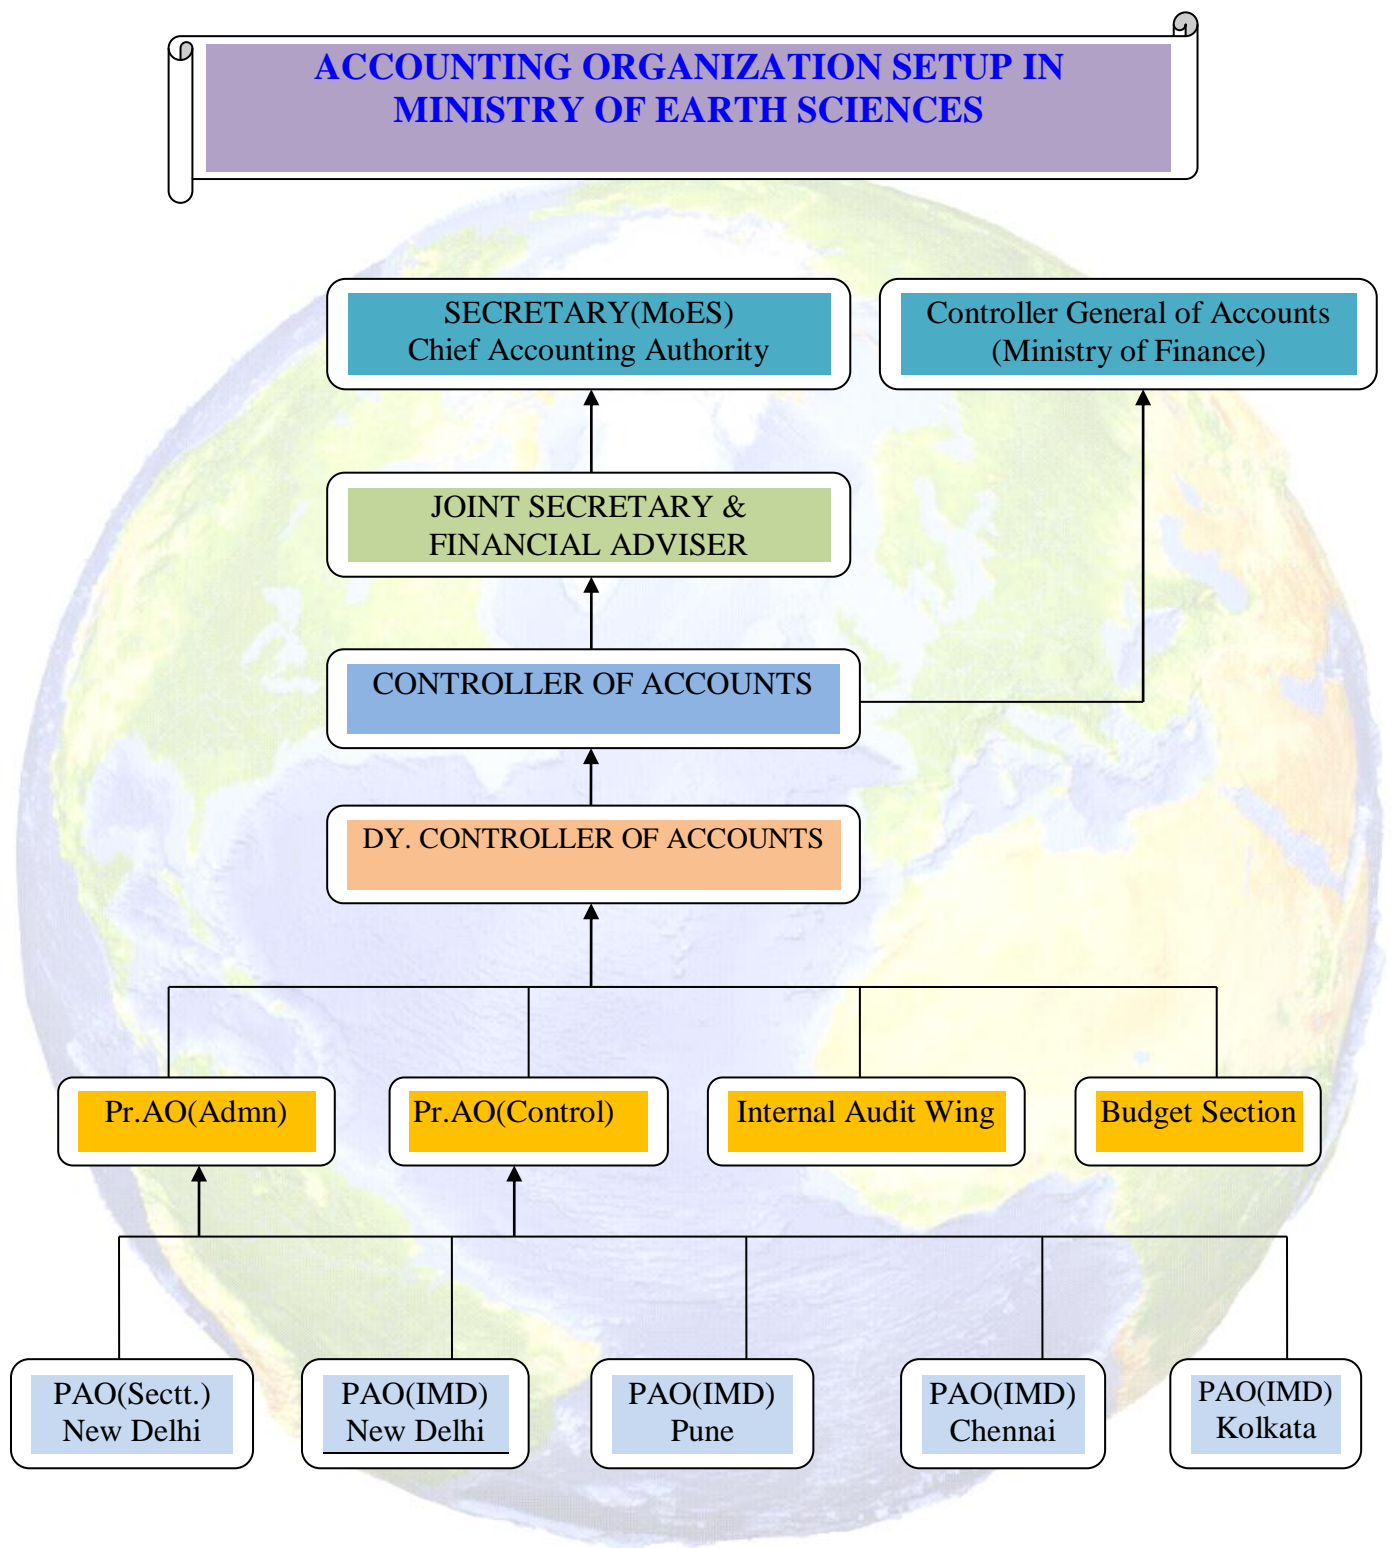 ACCOUNTING ORGANIZATION SETUP IN
MINISTRY OF EARTH SCIENCES
SECRETARY(MoES)
Chief Accounting Authority
Controller General of Accounts
(Ministry of Finance)
JOINT SECRETARY &
FINANCIAL ADVISER
CONTROLLER OF ACCOUNTS
DY. CONTROLLER OF ACCOUNTS
Pr.AO(Admn)
Pr.AO(Control)
Internal Audit Wing
Budget Section
PAO(Sectt.)
New Delhi
PAO(IMD)
New Delhi
PAO(IMD)
Pune
PAO(IMD)
Chennai
PAO(IMD)
Kolkata